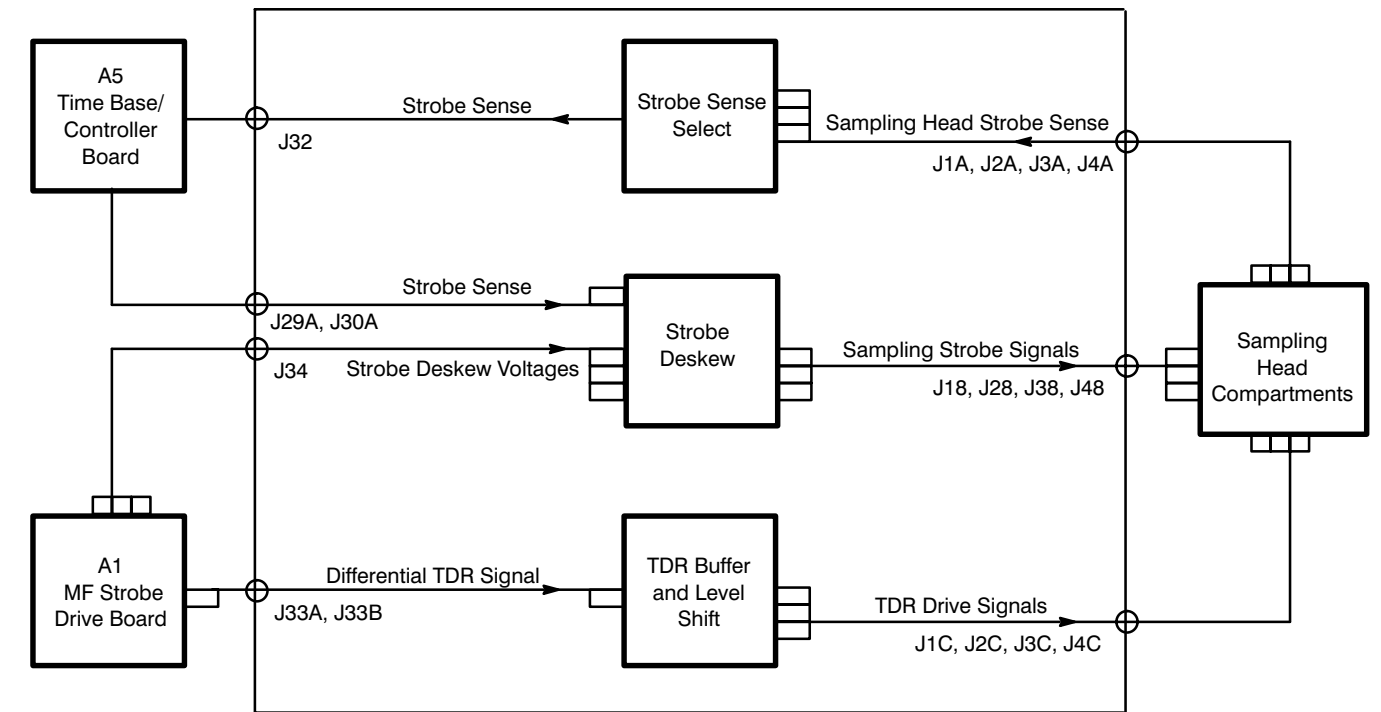 A5
Time Base/
Controller
Board
Strobe Sense
J32
Strobe Sense
Select
Sampling Head Strobe Sense
J1A, J2A, J3A, J4A
Strobe Sense
J29A, J30A
J34
Strobe Deskew Voltages
Strobe
Deskew
Sampling Strobe Signals
J18, J28, J38, J48
Sampling
Head
Compartments
A1
MF Strobe
Drive Board
Differential TDR Signal
J33A, J33B
TDR Buffer
and Level
Shift
TDR Drive Signals
J1C, J2C, J3C, J4C